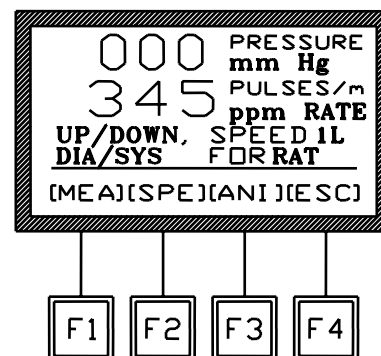 000 PRESSURE
mm Hg
345 PULSES/m
ppm RATE
UP/DOWN, SPEED 1L
DIA/SYS FOR RAT
[MEA][SPE][ANI][ESC]
F1 F2 F3 F4